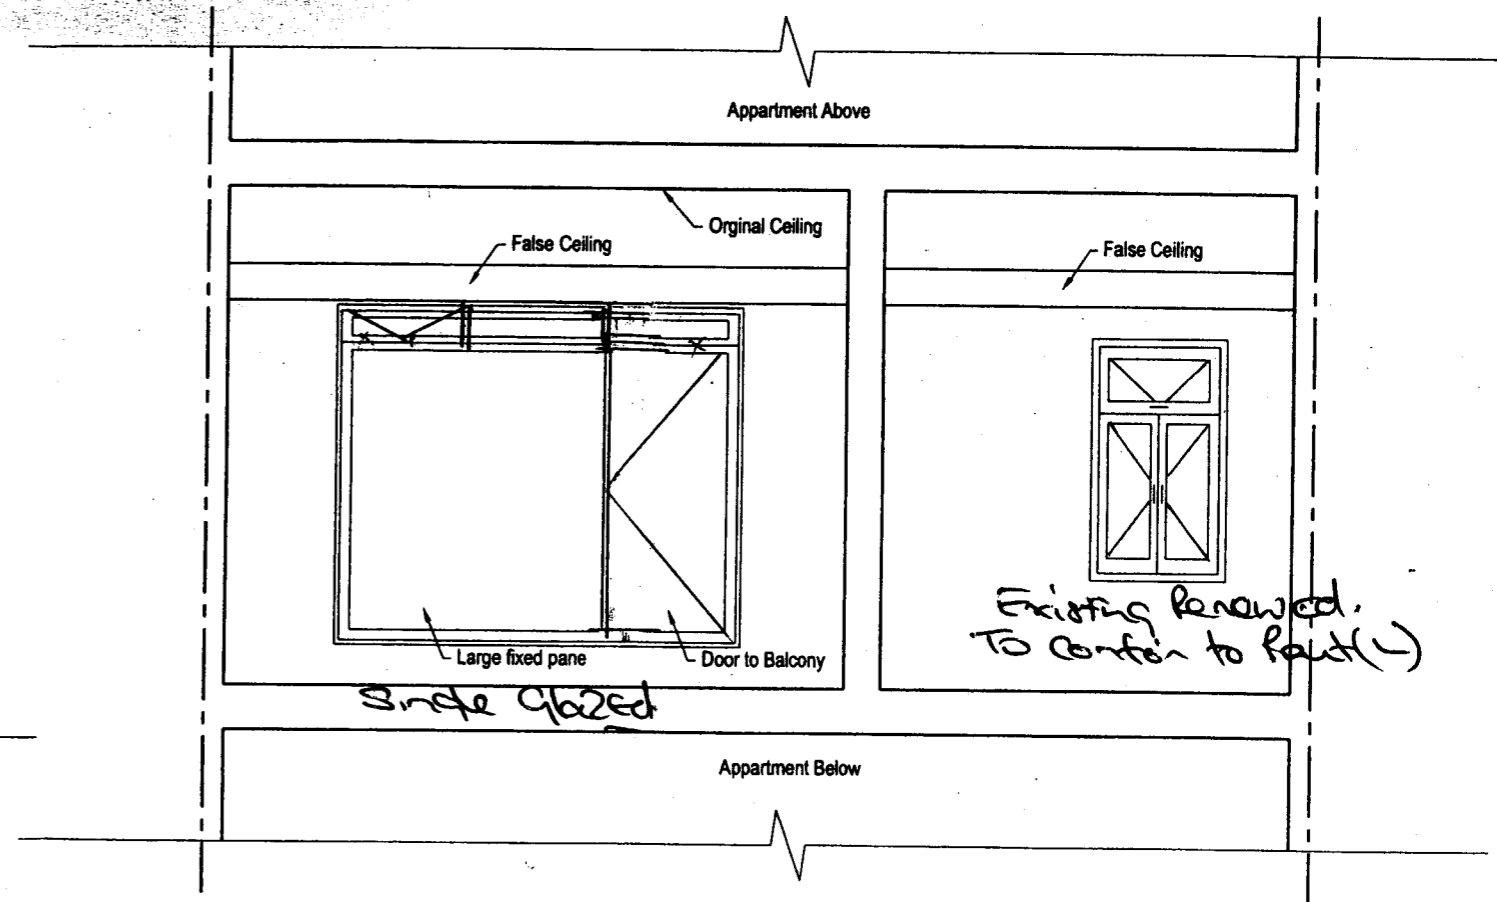 Appartment Above
Orginal Ceiling
False Ceiling
False Ceiling
Existing Renewed.
To Confom to Part(L)
Large fixed pane
Door to Balcony
Single Glazed
Appartment Below